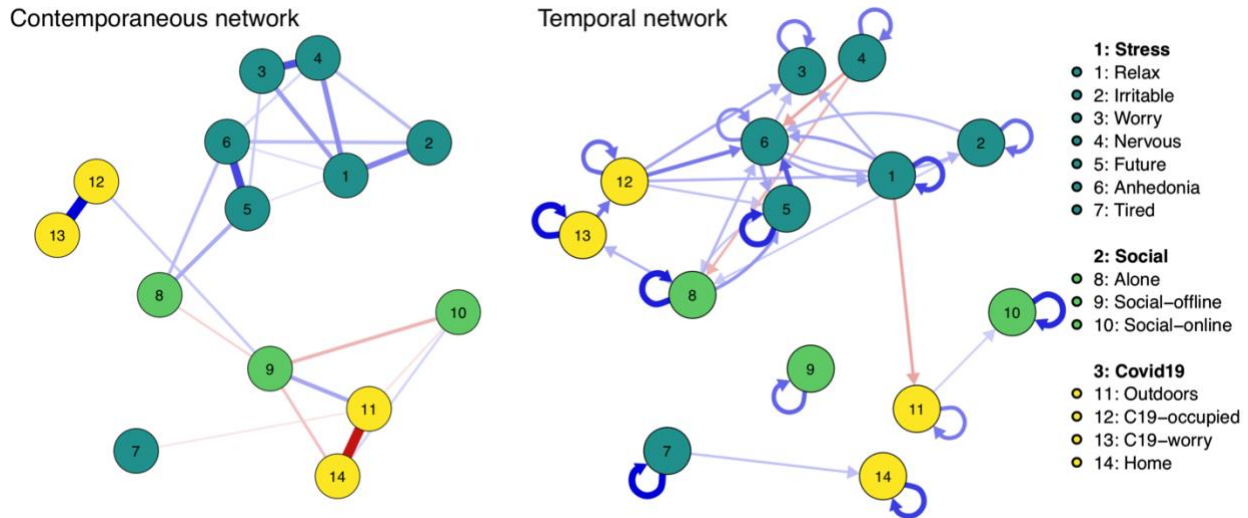 Contemporaneous network
Temporal network
4
3
6
2
1
12
5
13
8
10
9
11
7
14
3
4
6
2
12
1
5
13
8
10
9
11
7
14
1: Stress
1: Relax
2: Irritable
3: Worry
4: Nervous
5: Future
6: Anhedonia
7: Tired
2: Social
8: Alone
9: Social−offline
10: Social−online
3: Covid19
11: Outdoors
12: C19−occupied
13: C19−worry
14: Home